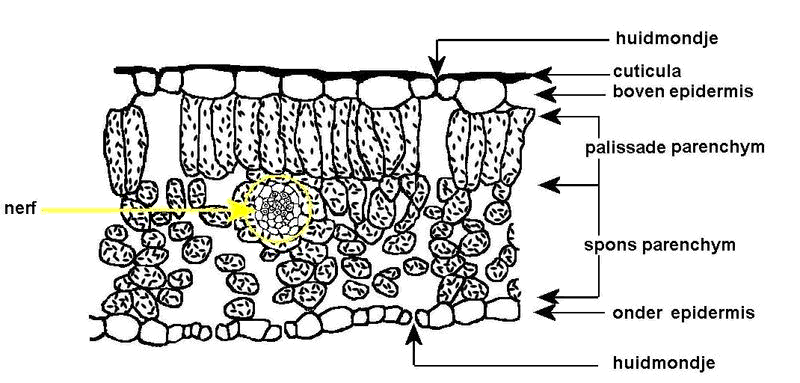 huidmondje
cuticula
boven epidermis
palissade parenchym
nerf
spons parenchym
onder epidermis
huidmondje